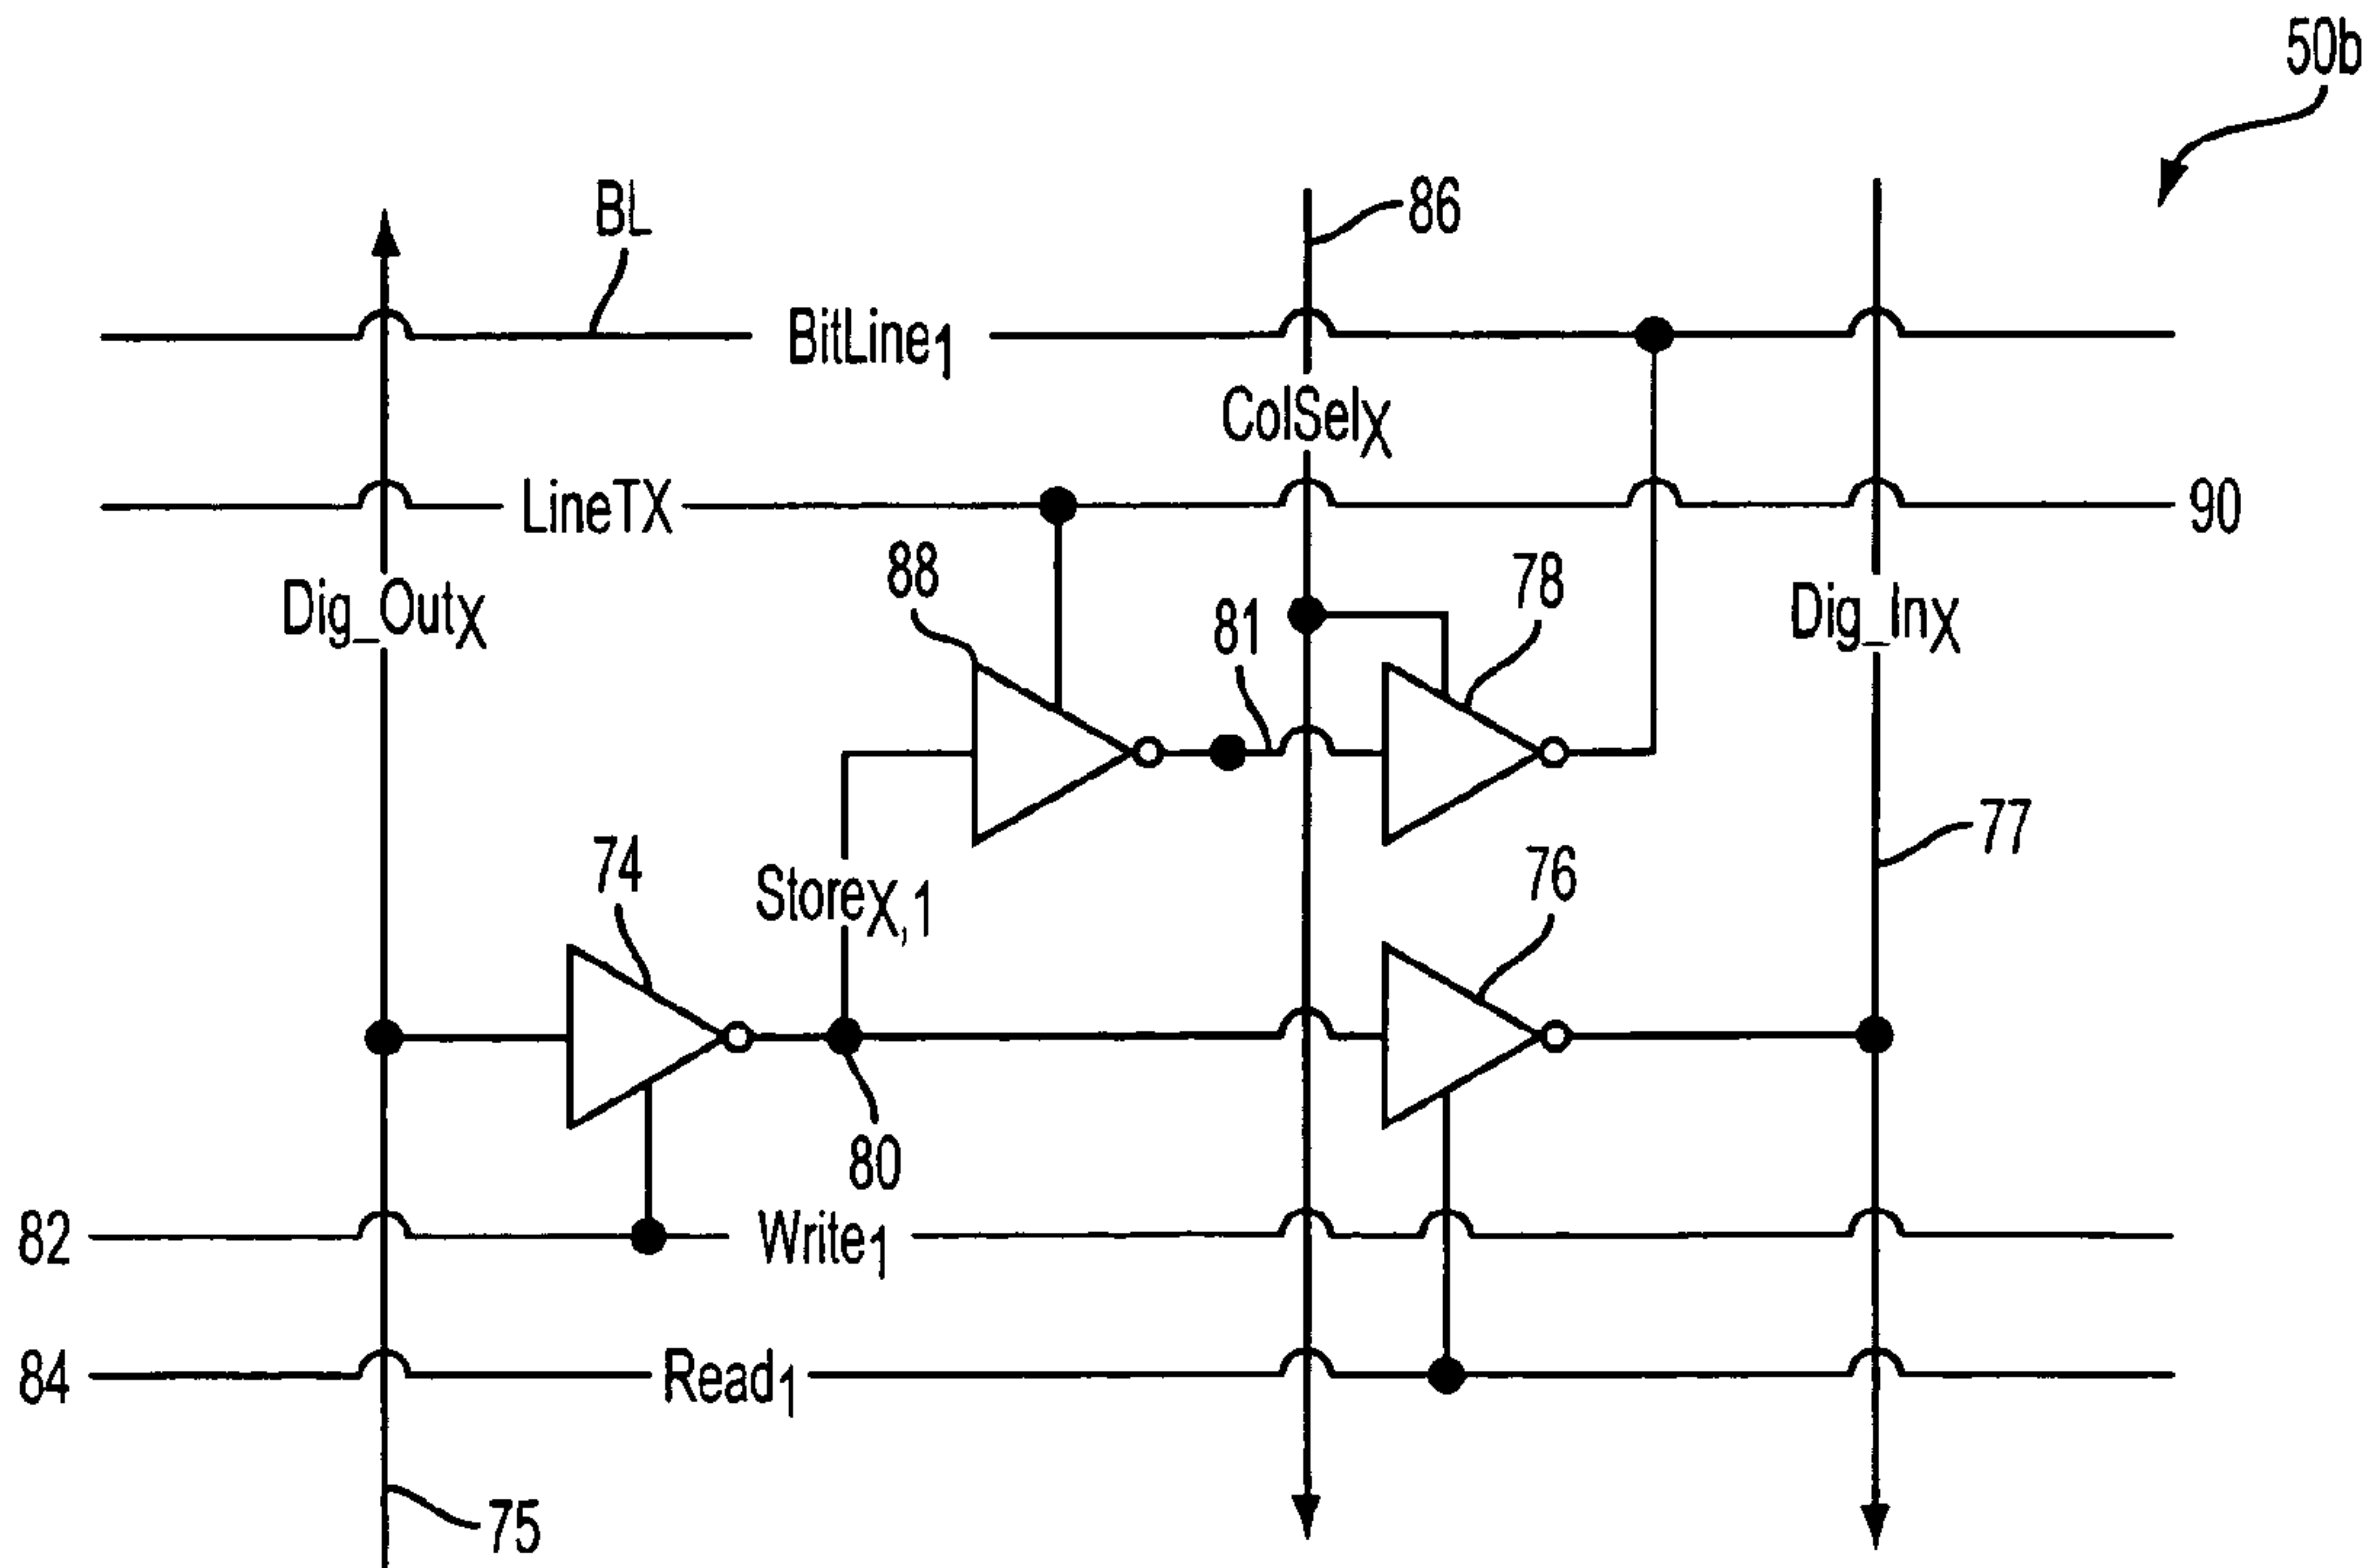 50b
BL
86
BitLine1
ColSelX
LineTX
90
88
78
81
Dig_OutX
Dig_InX
77
74
76
StoreX,1
80
82
Write1
84
Read1
75